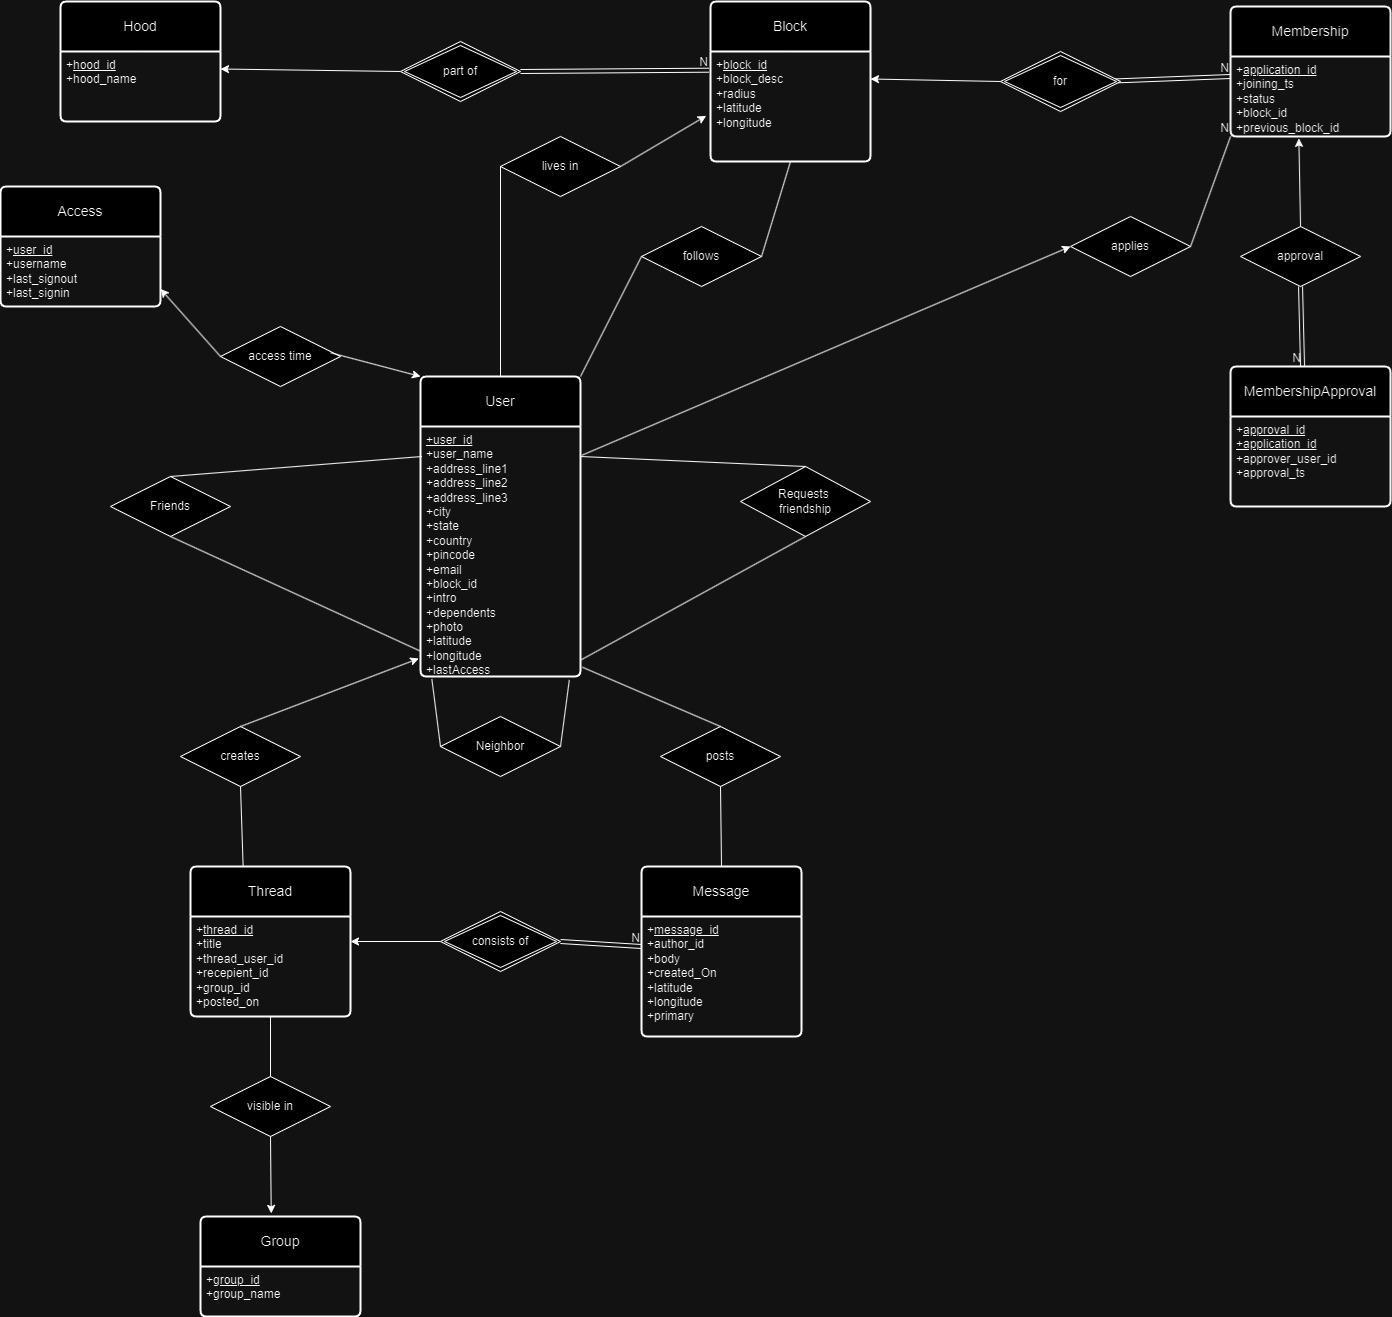 Hood
+hood_id
+hood_name
part of
N
Block
+block_id
+block_desc
+radius
+latitude
+longitude
for
N
Membership
+application_id
+joining_ts
+status
+block_id
+previous_block_id
N
lives in
Access
+user_id
+username
+last_signout
+last_signin
follows
applies
approval
access time
N
MembershipApproval
+approval_id
+application_id
+approver_user_id
+approval_ts
User
+user_id
+user_name
+address_line1
+address_line2
+address_line3
+city
+state
+country
+pincode
+email
+block_id
+intro
+dependents
+photo
+latitude
+longitude
+lastAccess
Friends
Requests
friendship
creates
Neighbor
posts
Thread
+thread_id
+title
+thread_user_id
+recepient_id
+group_id
+posted_on
consists of
N
Message
+message_id
+author_id
+body
+created_On
+latitude
+longitude
+primary
visible in
Group
+group_id
+group_name